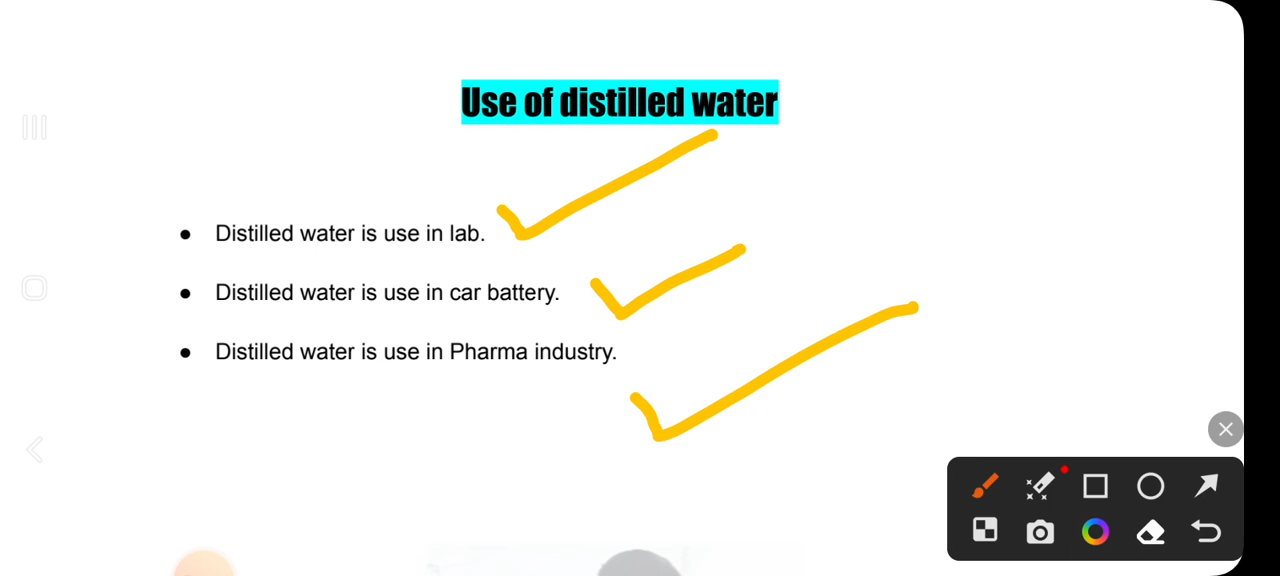 Use of distilled water
● Distilled water is use in lab.
● Distilled water is use in car battery.
● Distilled water is use in Pharma industry.